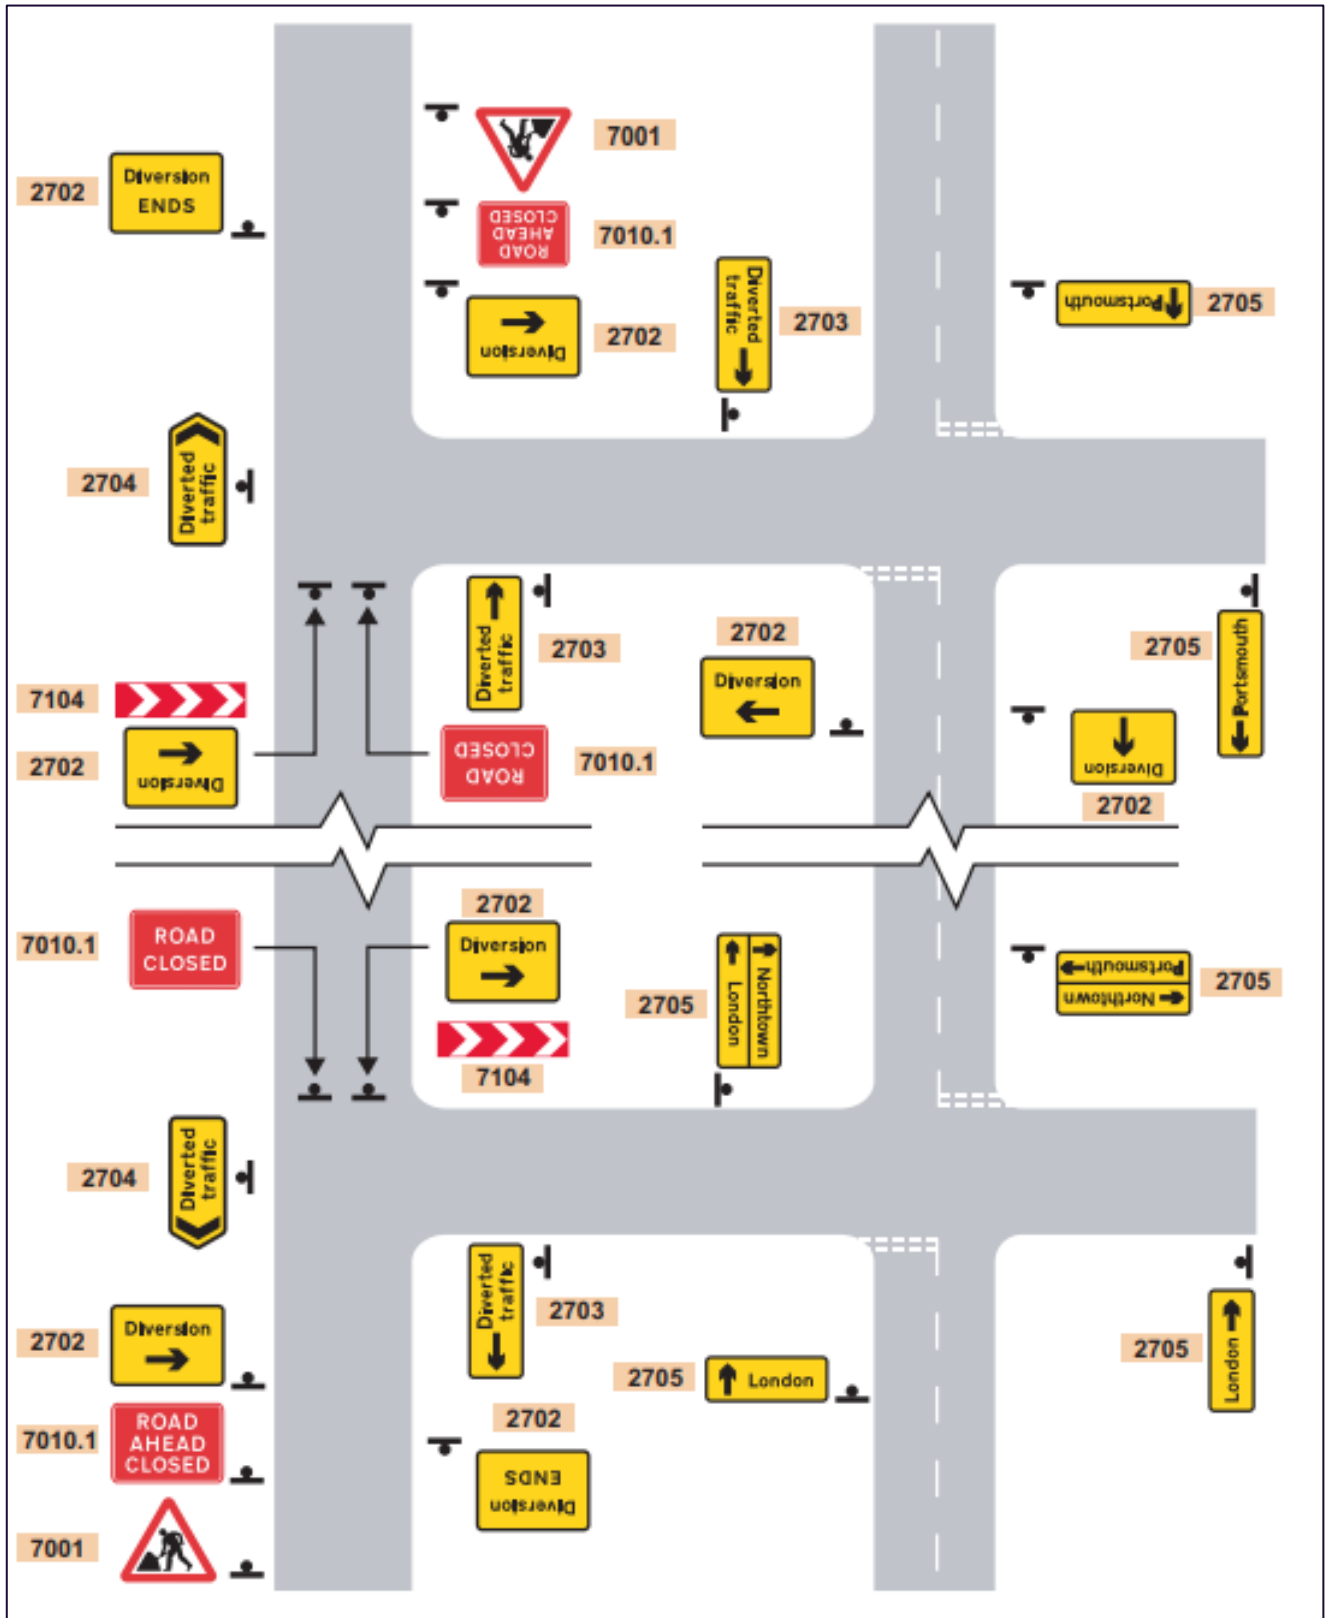 7001
2702
Diversion
ENDS
ROAD
AHEAD
CLOSED
7010.1
Diversion
2702
Diverted
traffic
2703
Portsmouth
2705
2704
Diverted
traffic
Diverted
traffic
2703
2702
Diversion
2705
Portsmouth
7104
2702
Diversion
ROAD
CLOSED
7010.1
Diversion
2702
7010.1
ROAD
CLOSED
2702
Diversion
7104
2705
Northtown
London
Northtown
Portsmouth
2705
2704
Diverted
traffic
Diverted
traffic
2703
2702
Diversion
2705
London
2705
London
7010.1
ROAD
AHEAD
CLOSED
2702
Diversion
ENDS
7001